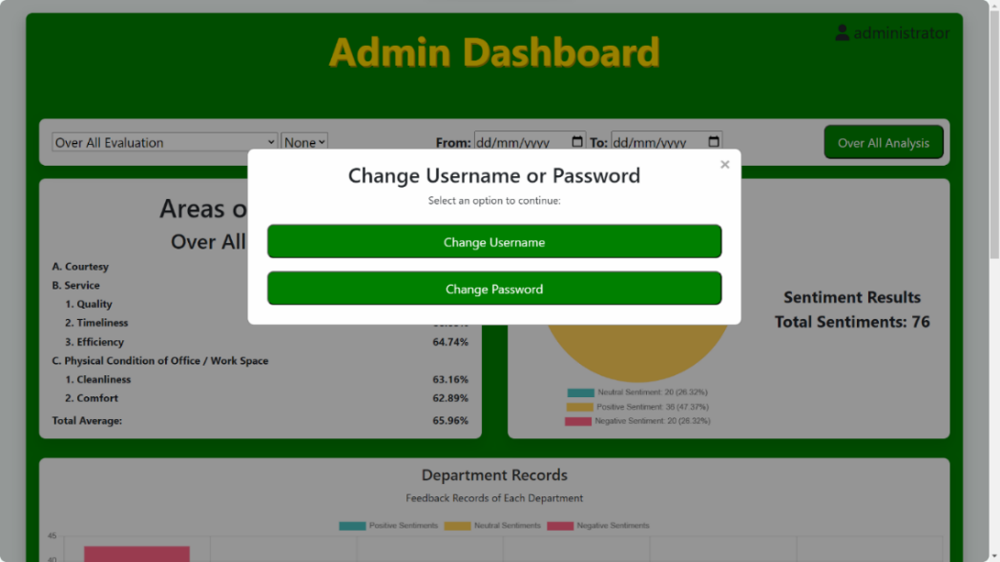 administrator
Admin Dashboard
Over All Evaluation
None
From: dd/mm/yyyy
To: dd/mm/yyyy
Over All Analysis
×
Change Username or Password
Select an option to continue:
Change Username
Change Password
Areas o
Over All
A. Courtesy
B. Service
1. Quality
2. Timeliness
3. Efficiency 64.74%
C. Physical Condition of Office / Work Space
1. Cleanliness 63.16%
2. Comfort 62.89%
Total Average: 65.96%
Sentiment Results
Total Sentiments: 76
Neutral Sentiment: 20 (26.32%)
Positive Sentiment: 36 (47.37%)
Negative Sentiment: 20 (26.32%)
Department Records
Feedback Records of Each Department
Positive Sentiments Neutral Sentiments Negative Sentiments
45
40